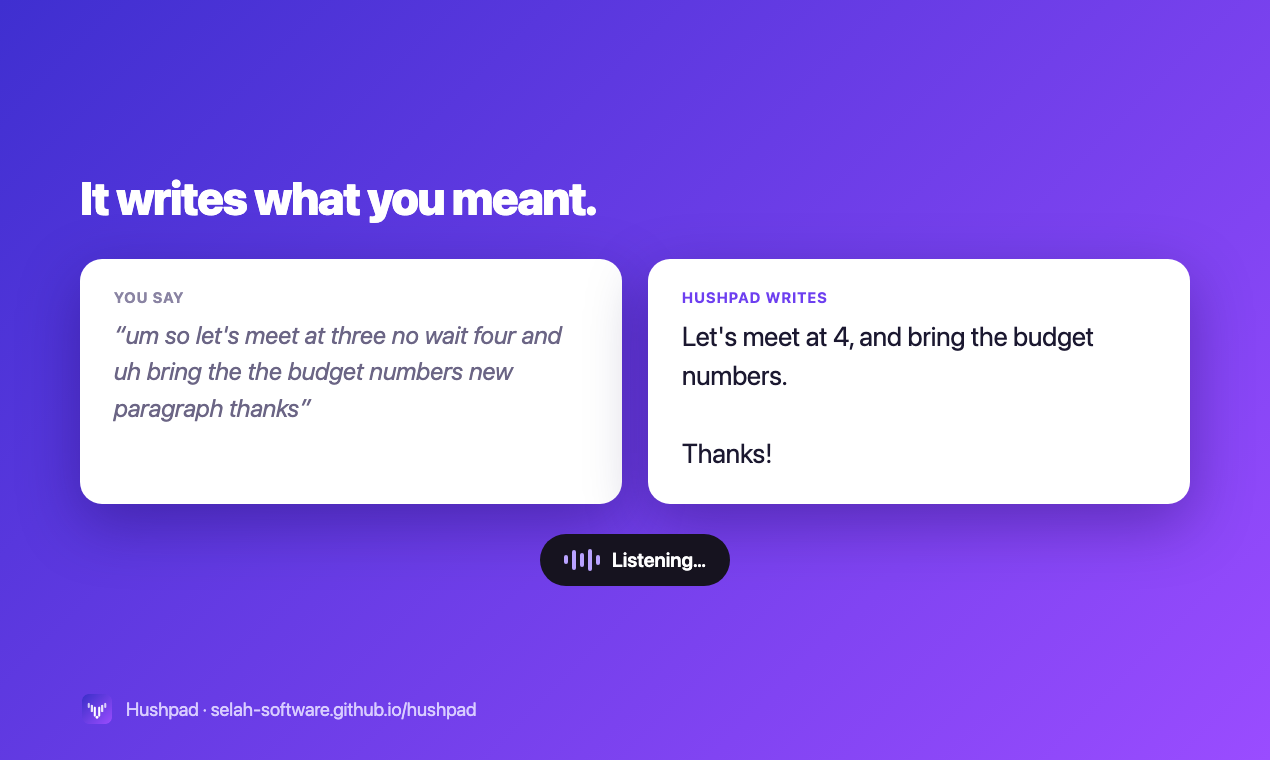 It writes what you meant.
YOU SAY
“um so let's meet at three no wait four and
uh bring the the budget numbers new
paragraph thanks”
HUSHPAD WRITES
Let's meet at 4, and bring the budget
numbers.
Thanks!
Listening...
Hushpad · selah-software.github.io/hushpad